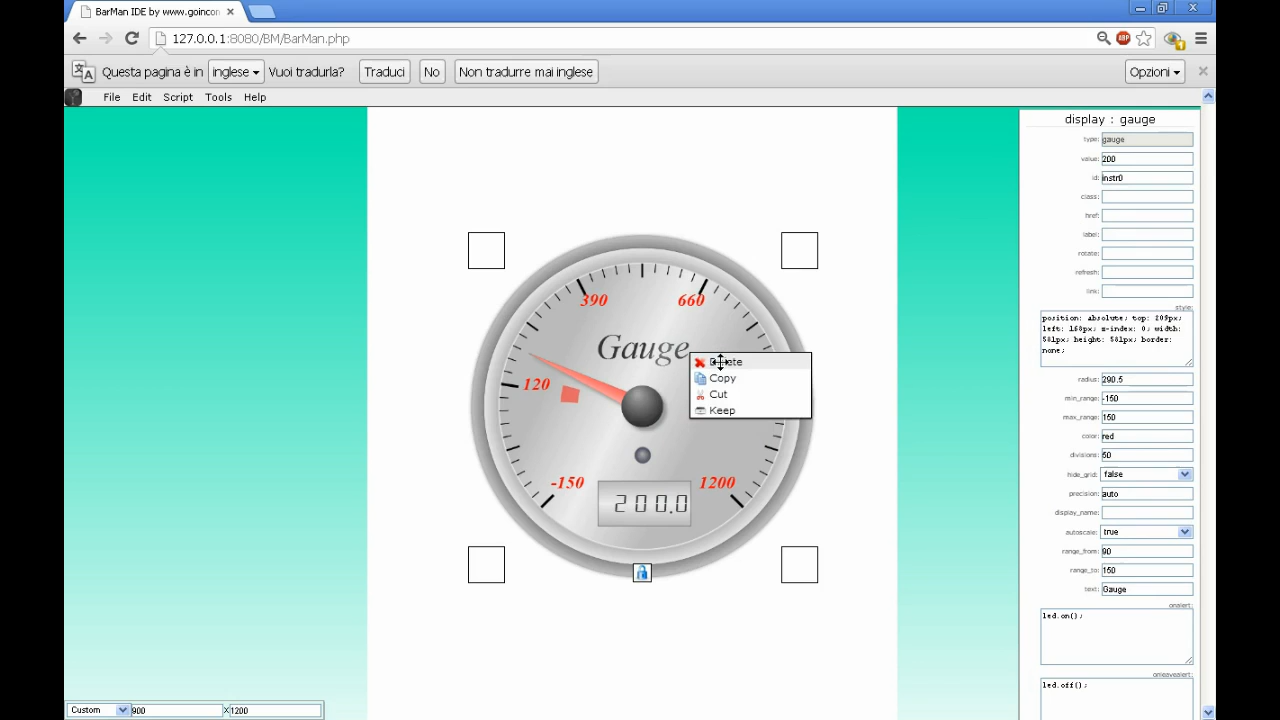 BarMan IDE by www.goincon
127.0.0.1:8080/BM/BarMan.php
ABP
Questa pagina è in inglese Vuoi tradurla? Traduci No Non tradurre mai inglese Opzioni
File Edit Script Tools Help
display : gauge
type: gauge
value: 200
id: instr0
class:
href:
label:
rotate:
refresh:
link:
style:
position: absolute; top: 209px;
left: 168px; z-index: 0; width:
581px; height: 581px; border:
none;
radius: 290.5
min_range: -150
max_range: 150
color: red
divisions: 50
hide_grid: false
precision: auto
display_name:
autoscale: true
range_from: 90
range_to: 150
text: Gauge
onalert:
led.on();
onleavealert:
led.off();
390 660
Gauge
120
-150 1200
200.0
Delete
Copy
Cut
Keep
Custom 900 X 1200